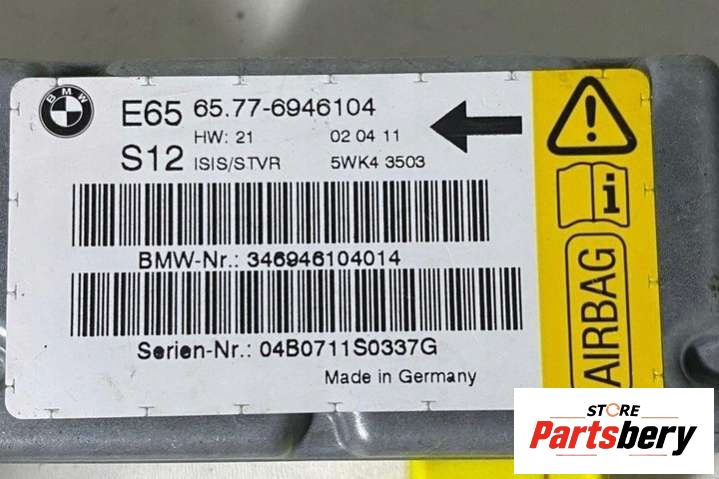 BMW
E65 65.77-6946104
HW: 21 02 04 11
S12 ISIS/STVR 5WK4 3503
BMW-Nr.: 346946104014
Serien-Nr.: 04B0711S0337G
Made in Germany
i
AIRBAG
STORE
Partsbery